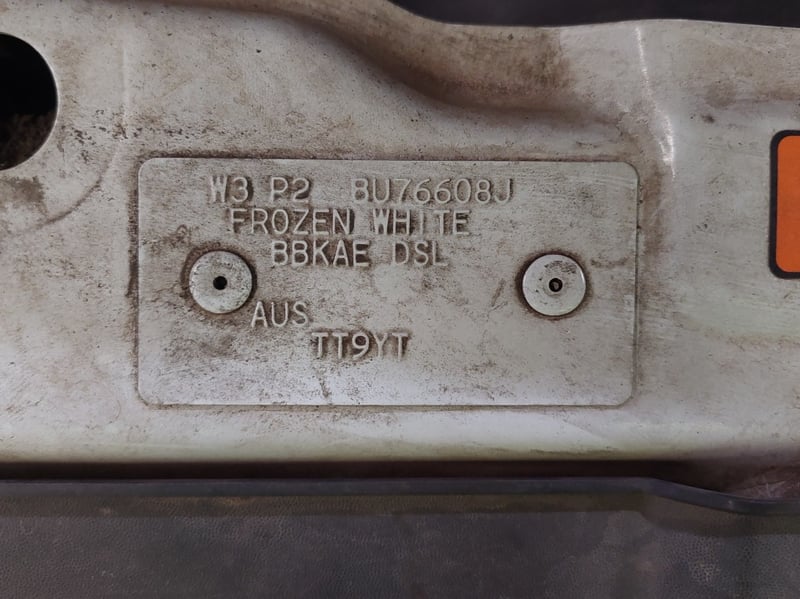 W3 P2 8U76608J
FROZEN WHITE
BBKAE DSL
AUS
TT9YT